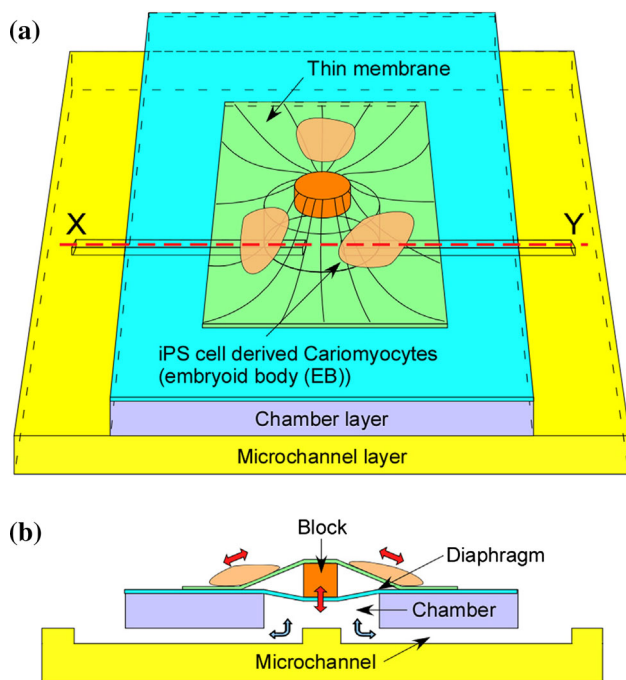 (a)
Thin membrane
X
Y
iPS cell derived Cariomyocytes
(embryoid body (EB))
Chamber layer
Microchannel layer
(b)
Block
Diaphragm
Chamber
Microchannel